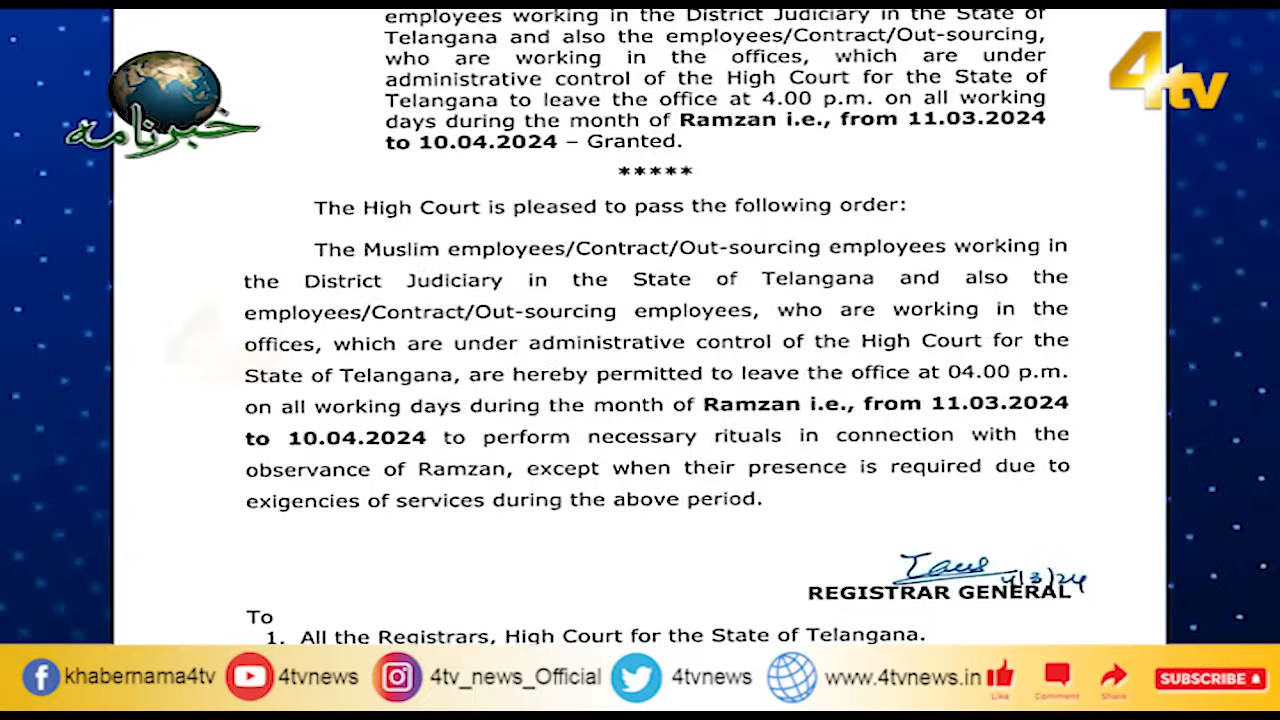 employees working in the District Judiciary in the State of
Telangana and also the employees/Contract/Out-sourcing,
who are working in the offices, which are under
administrative control of the High Court for the State of
Telangana to leave the office at 4.00 p.m. on all working
days during the month of Ramzan i.e., from 11.03.2024
to 10.04.2024 – Granted.
*****
The High Court is pleased to pass the following order:
The Muslim employees/Contract/Out-sourcing employees working in
the District Judiciary in the State of Telangana and also the
employees/Contract/Out-sourcing employees, who are working in the
offices, which are under administrative control of the High Court for the
State of Telangana, are hereby permitted to leave the office at 04.00 p.m.
on all working days during the month of Ramzan i.e., from 11.03.2024
to 10.04.2024 to perform necessary rituals in connection with the
observance of Ramzan, except when their presence is required due to
exigencies of services during the above period.
REGISTRAR GENERAL
To
1. All the Registrars, High Court for the State of Telangana.
خبرنامہ
4tv
khabernama4tv
4tvnews
4tv_news_Official
4tvnews
www.4tvnews.in
Like
Comment
Share
SUBSCRIBE